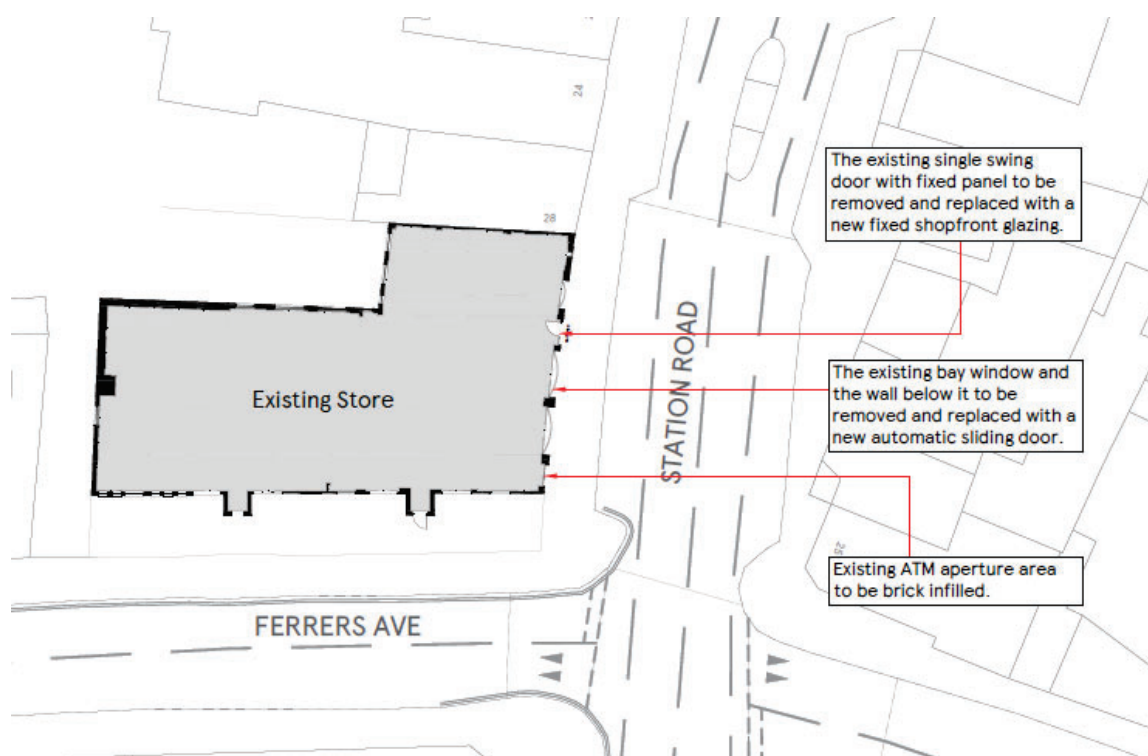 24
28
The existing single swing
door with fixed panel to be
removed and replaced with a
new fixed shopfront glazing.
STATION ROAD
Existing Store
The existing bay window and
the wall below it to be
removed and replaced with a
new automatic sliding door.
25
Existing ATM aperture area
to be brick infilled.
FERRERS AVE